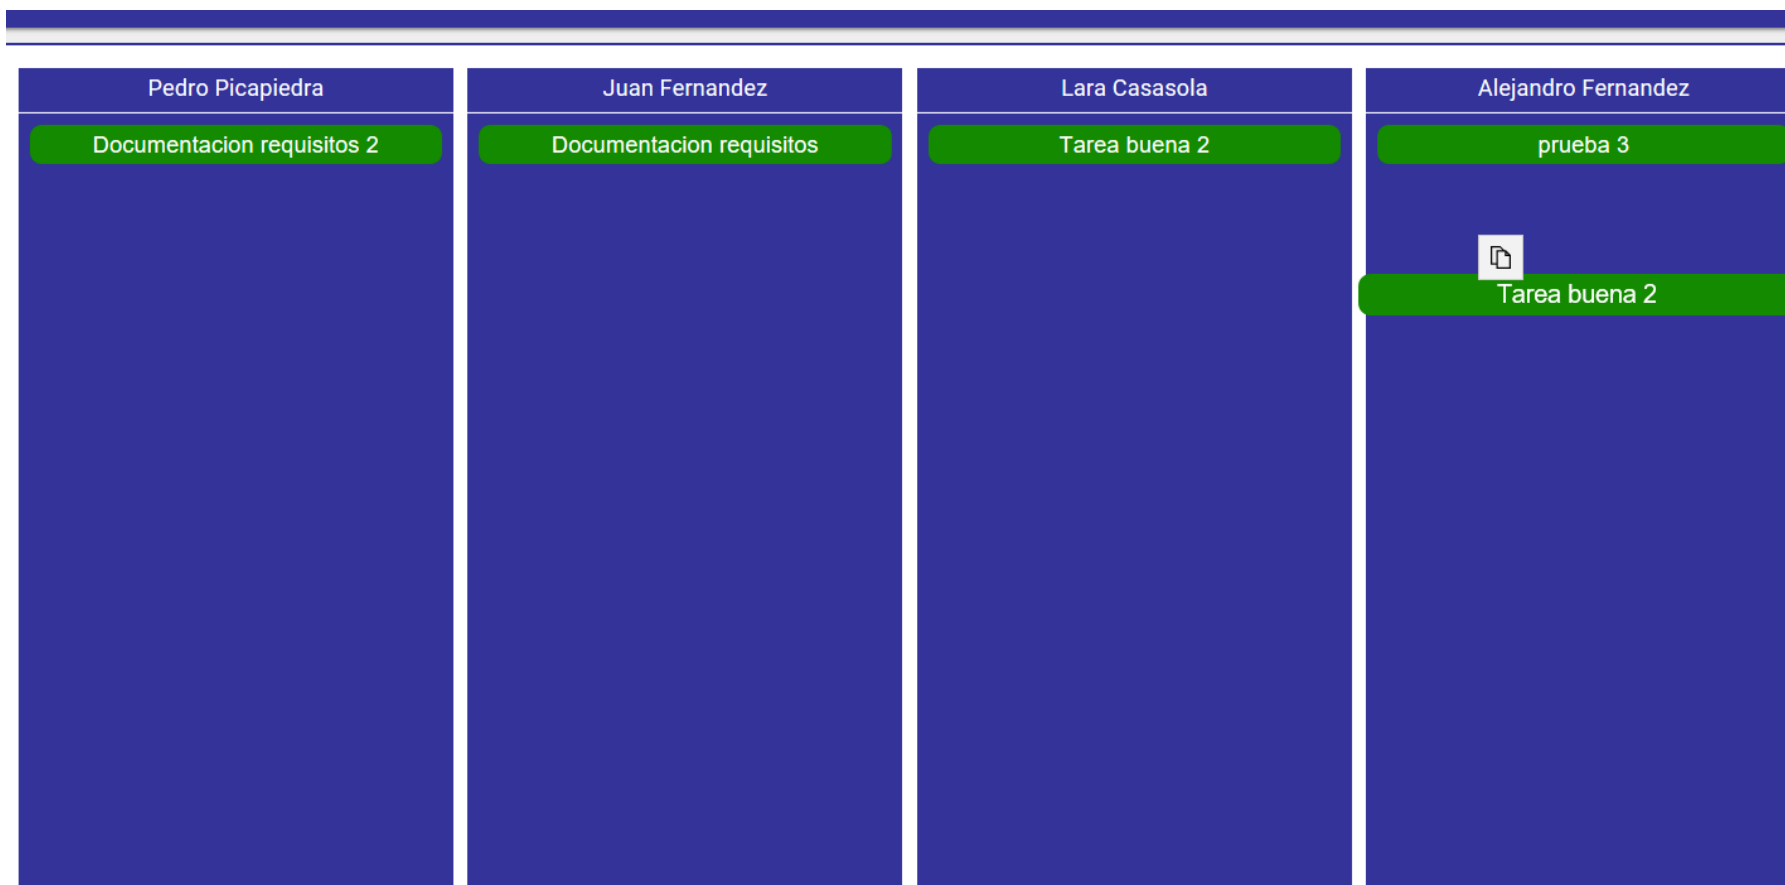 Pedro Picapiedra
Documentacion requisitos 2
Juan Fernandez
Documentacion requisitos
Lara Casasola
Tarea buena 2
Alejandro Fernandez
prueba 3
Tarea buena 2